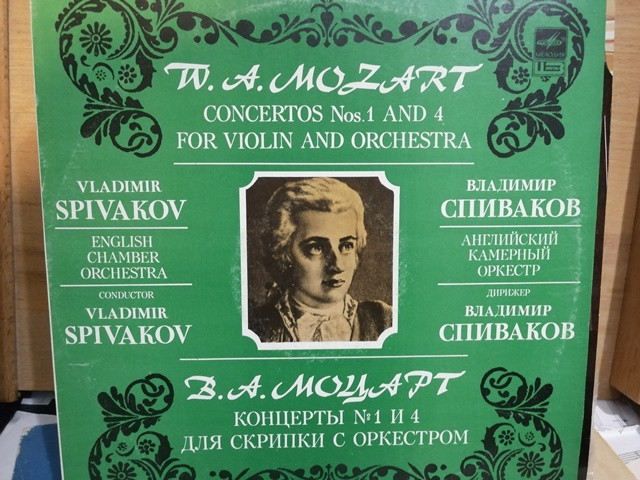 МЕЛОДИЯ
W. A. MOZART
CONCERTOS Nos. 1 AND 4
FOR VIOLIN AND ORCHESTRA
VLADIMIR
SPIVAKOV
ENGLISH
CHAMBER
ORCHESTRA
CONDUCTOR
VLADIMIR
SPIVAKOV
ВЛАДИМИР
СПИВАКОВ
АНГЛИЙСКИЙ
КАМЕРНЫЙ
ОРКЕСТР
ДИРИЖЕР
ВЛАДИМИР
СПИВАКОВ
В. А. МОЦАРТ
КОНЦЕРТЫ №1 И 4
ДЛЯ СКРИПКИ С ОРКЕСТРОМ